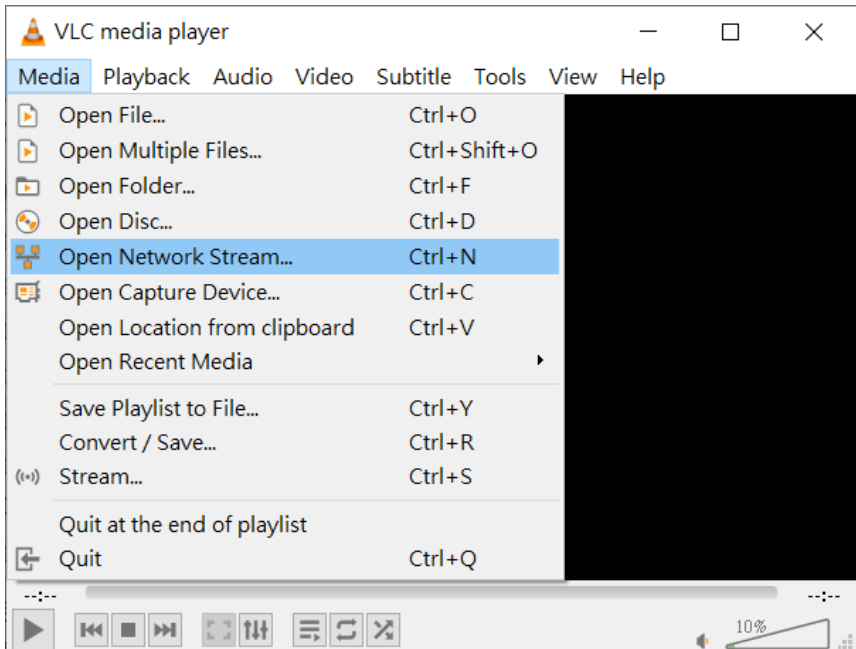 VLC media player
Media Playback Audio Video Subtitle Tools View Help
Open File... Ctrl+O
Open Multiple Files... Ctrl+Shift+O
Open Folder... Ctrl+F
Open Disc... Ctrl+D
Open Network Stream... Ctrl+N
Open Capture Device... Ctrl+C
Open Location from clipboard Ctrl+V
Open Recent Media
Save Playlist to File... Ctrl+Y
Convert / Save... Ctrl+R
Stream... Ctrl+S
Quit at the end of playlist
Quit Ctrl+Q
--:-- --:--
10%